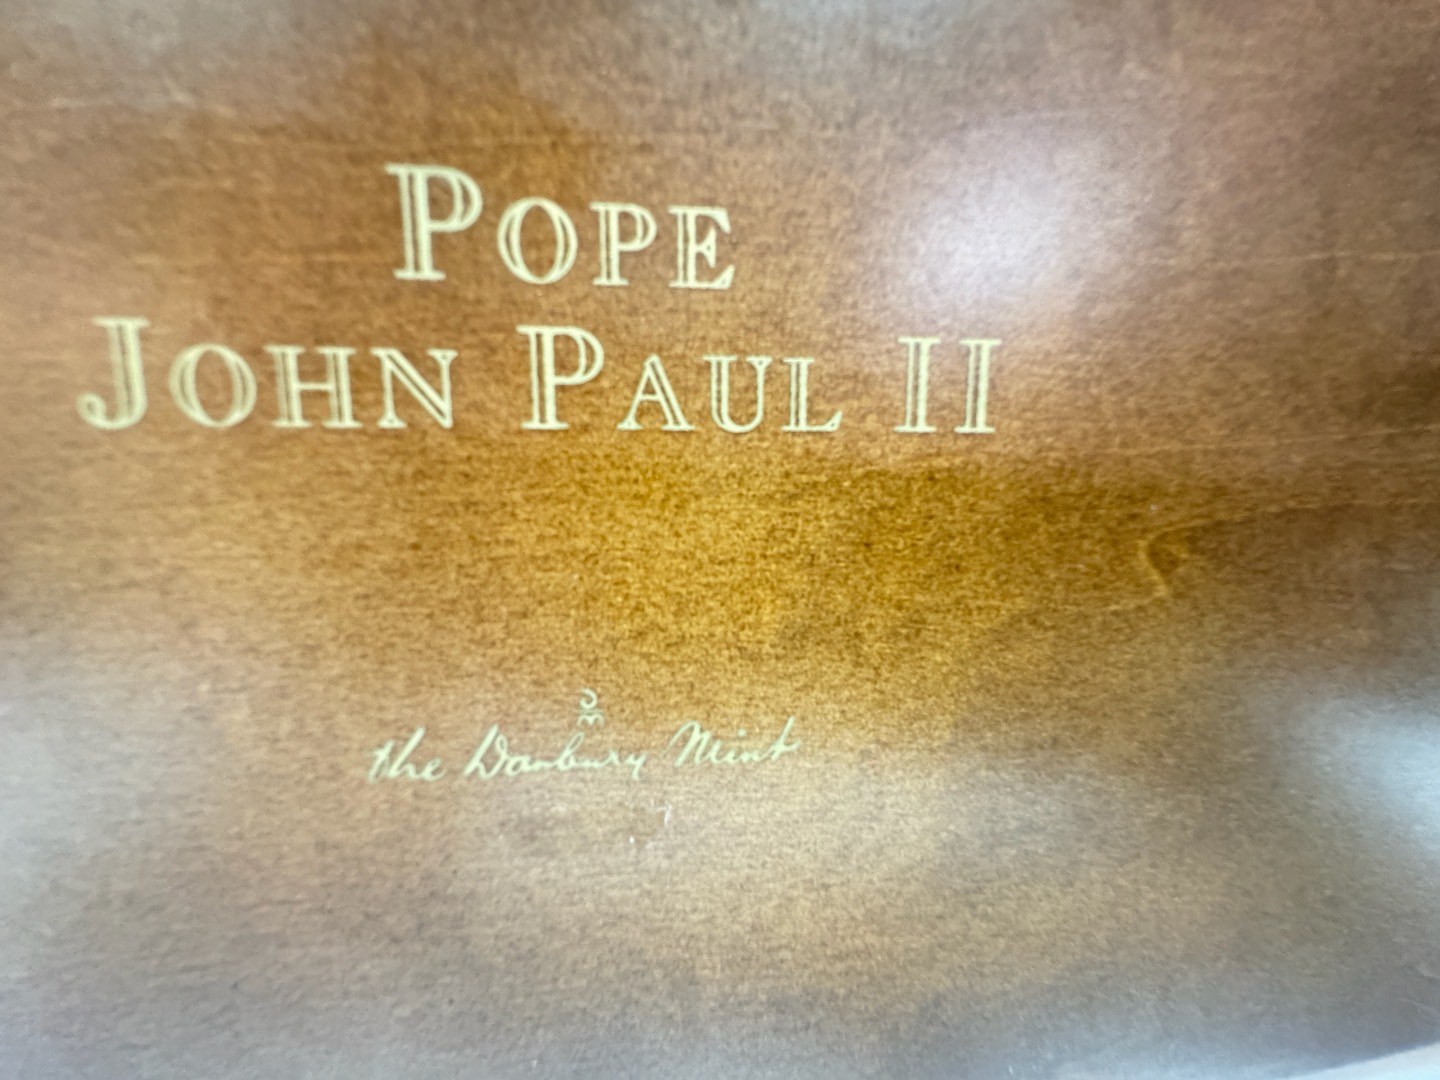 POPE
JOHN PAUL II
the Danbury Mint